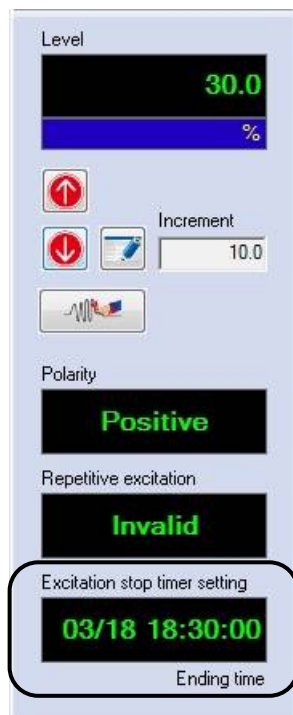 Level
30.0
%
Increment
10.0
Polarity
Positive
Repetitive excitation
Invalid
Excitation stop timer setting
03/18 18:30:00
Ending time